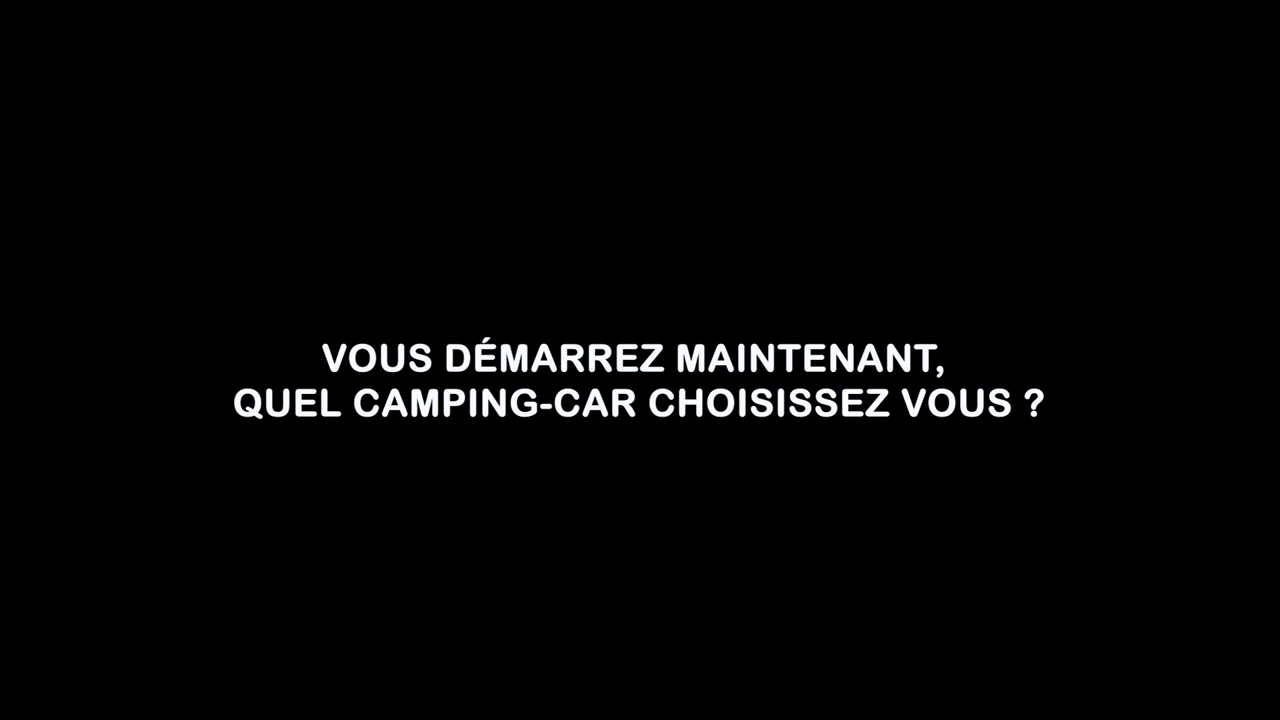 VOUS DÉMARREZ MAINTENANT,
QUEL CAMPING-CAR CHOISISSEZ VOUS ?